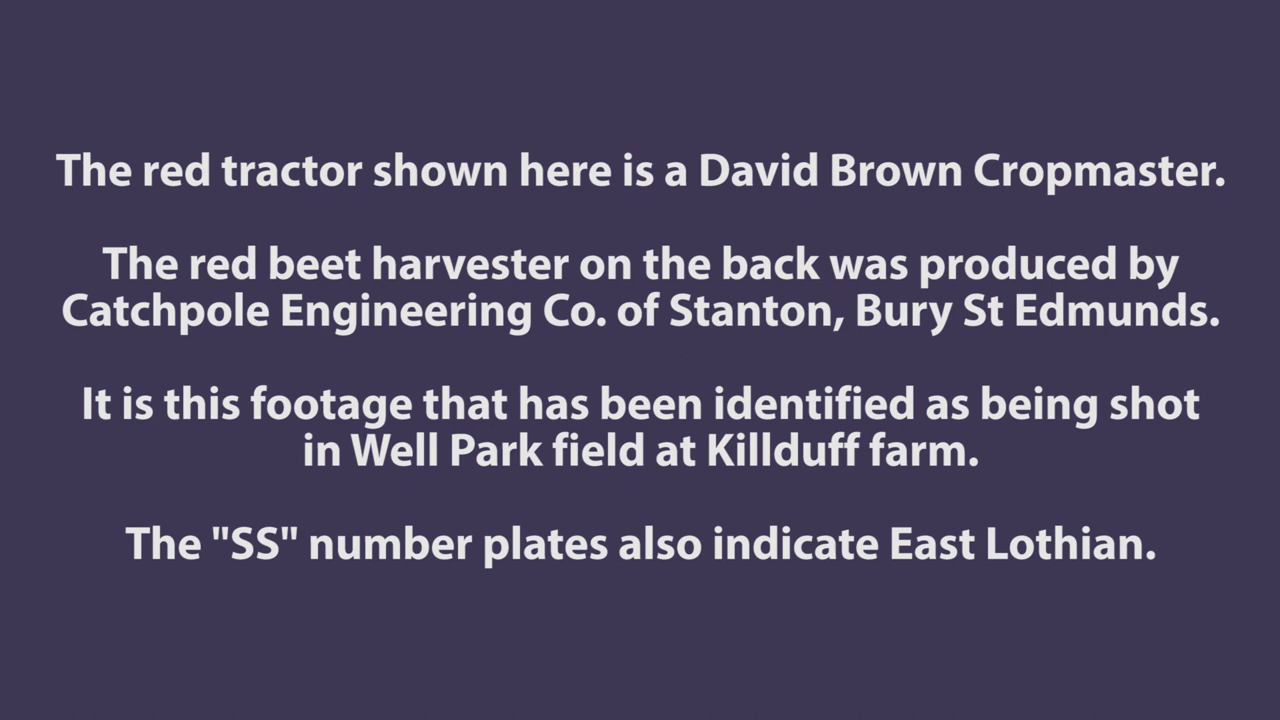 The red tractor shown here is a David Brown Cropmaster.
The red beet harvester on the back was produced by
Catchpole Engineering Co. of Stanton, Bury St Edmunds.
It is this footage that has been identified as being shot
in Well Park field at Killduff farm.
The "SS" number plates also indicate East Lothian.